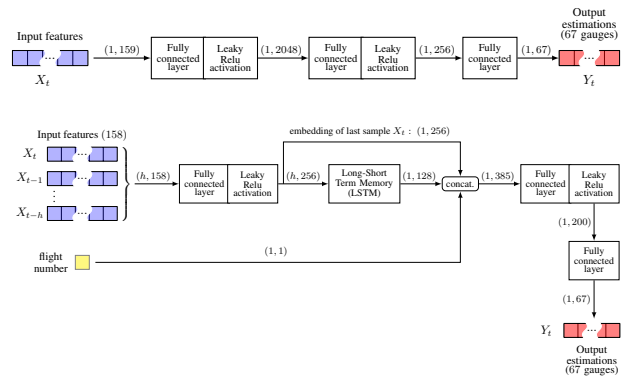 Input features
...
X_t
(1, 159)
Fully
connected
layer
Leaky
Relu
activation
(1, 2048)
Fully
connected
layer
Leaky
Relu
activation
(1, 256)
Fully
connected
layer
(1, 67)
Output
estimations
(67 gauges)
...
Y_t
Input features (158)
X_t
...
X_{t−1}
...
⋮
X_{t−h}
...
(h, 158)
Fully
connected
layer
Leaky
Relu
activation
(h, 256)
embedding of last sample X_t : (1, 256)
Long-Short
Term Memory
(LSTM)
(1, 128)
concat.
(1, 385)
Fully
connected
layer
Leaky
Relu
activation
flight
number
(1, 1)
(1, 200)
Fully
connected
layer
(1, 67)
Y_t
...
Output
estimations
(67 gauges)